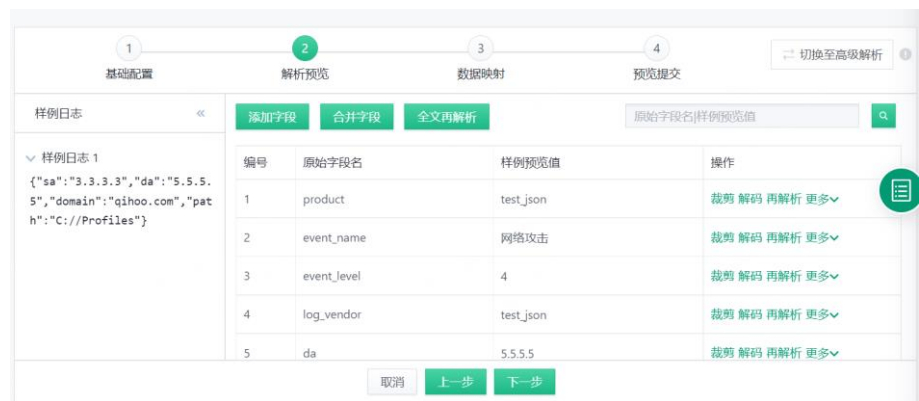 1
2
3
4
基础配置
解析预览
数据映射
预览提交
切换至高级解析
样例日志
添加字段 合并字段 全文再解析
原始字段名|样例预览值
样例日志 1
{"sa":"3.3.3.3","da":"5.5.5.
5","domain":"qihoo.com","pat
h":"C://Profiles"}
编号 原始字段名 样例预览值 操作
1 product test_json 裁剪 解码 再解析 更多
2 event_name 网络攻击 裁剪 解码 再解析 更多
3 event_level 4 裁剪 解码 再解析 更多
4 log_vendor test_json 裁剪 解码 再解析 更多
5 da 5.5.5.5 裁剪 解码 再解析 更多
取消 上一步 下一步